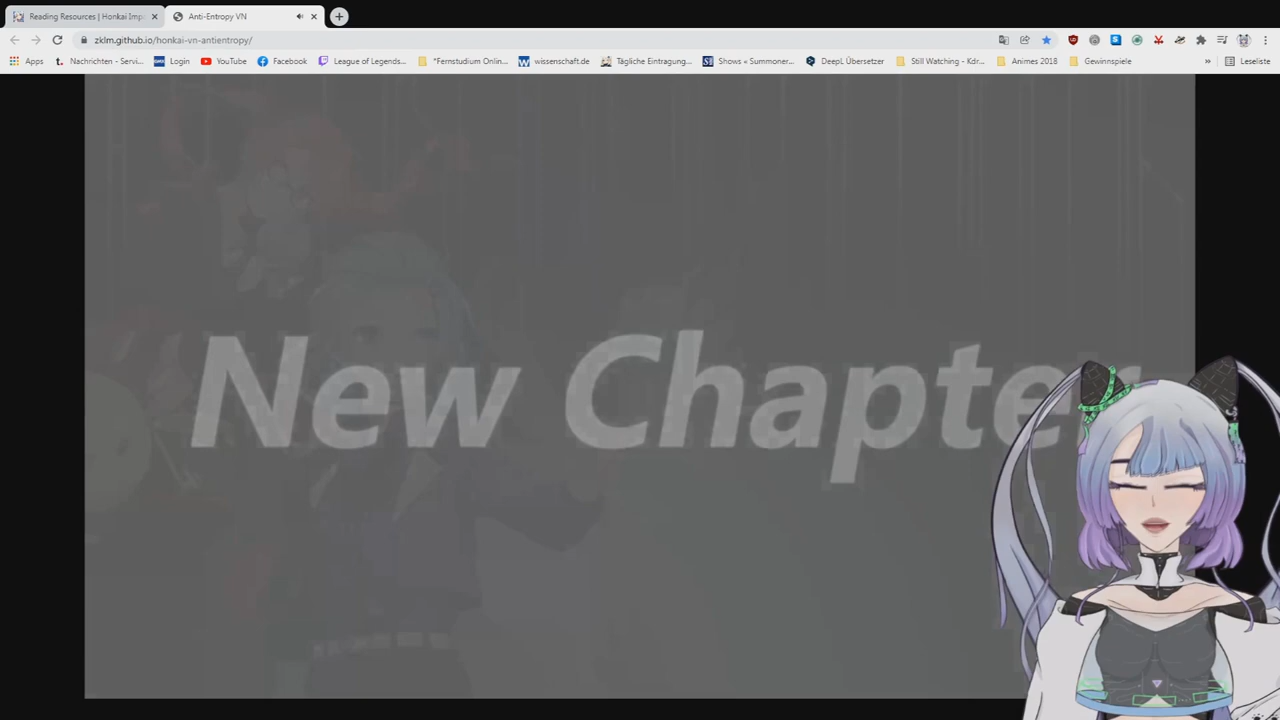 Reading Resources | Honkai Imp
Anti-Entropy VN
zklm.github.io/honkai-vn-antientropy/
Apps
Nachrichten - Servi...
Login
YouTube
Facebook
League of Legends...
*Fernstudium Onlin...
wissenschaft.de
Tägliche Eintragung...
Shows « Summoner...
DeepL Übersetzer
Still Watching - Kdr...
Animes 2018
Gewinnspiele
»
Leseliste
New Chapter